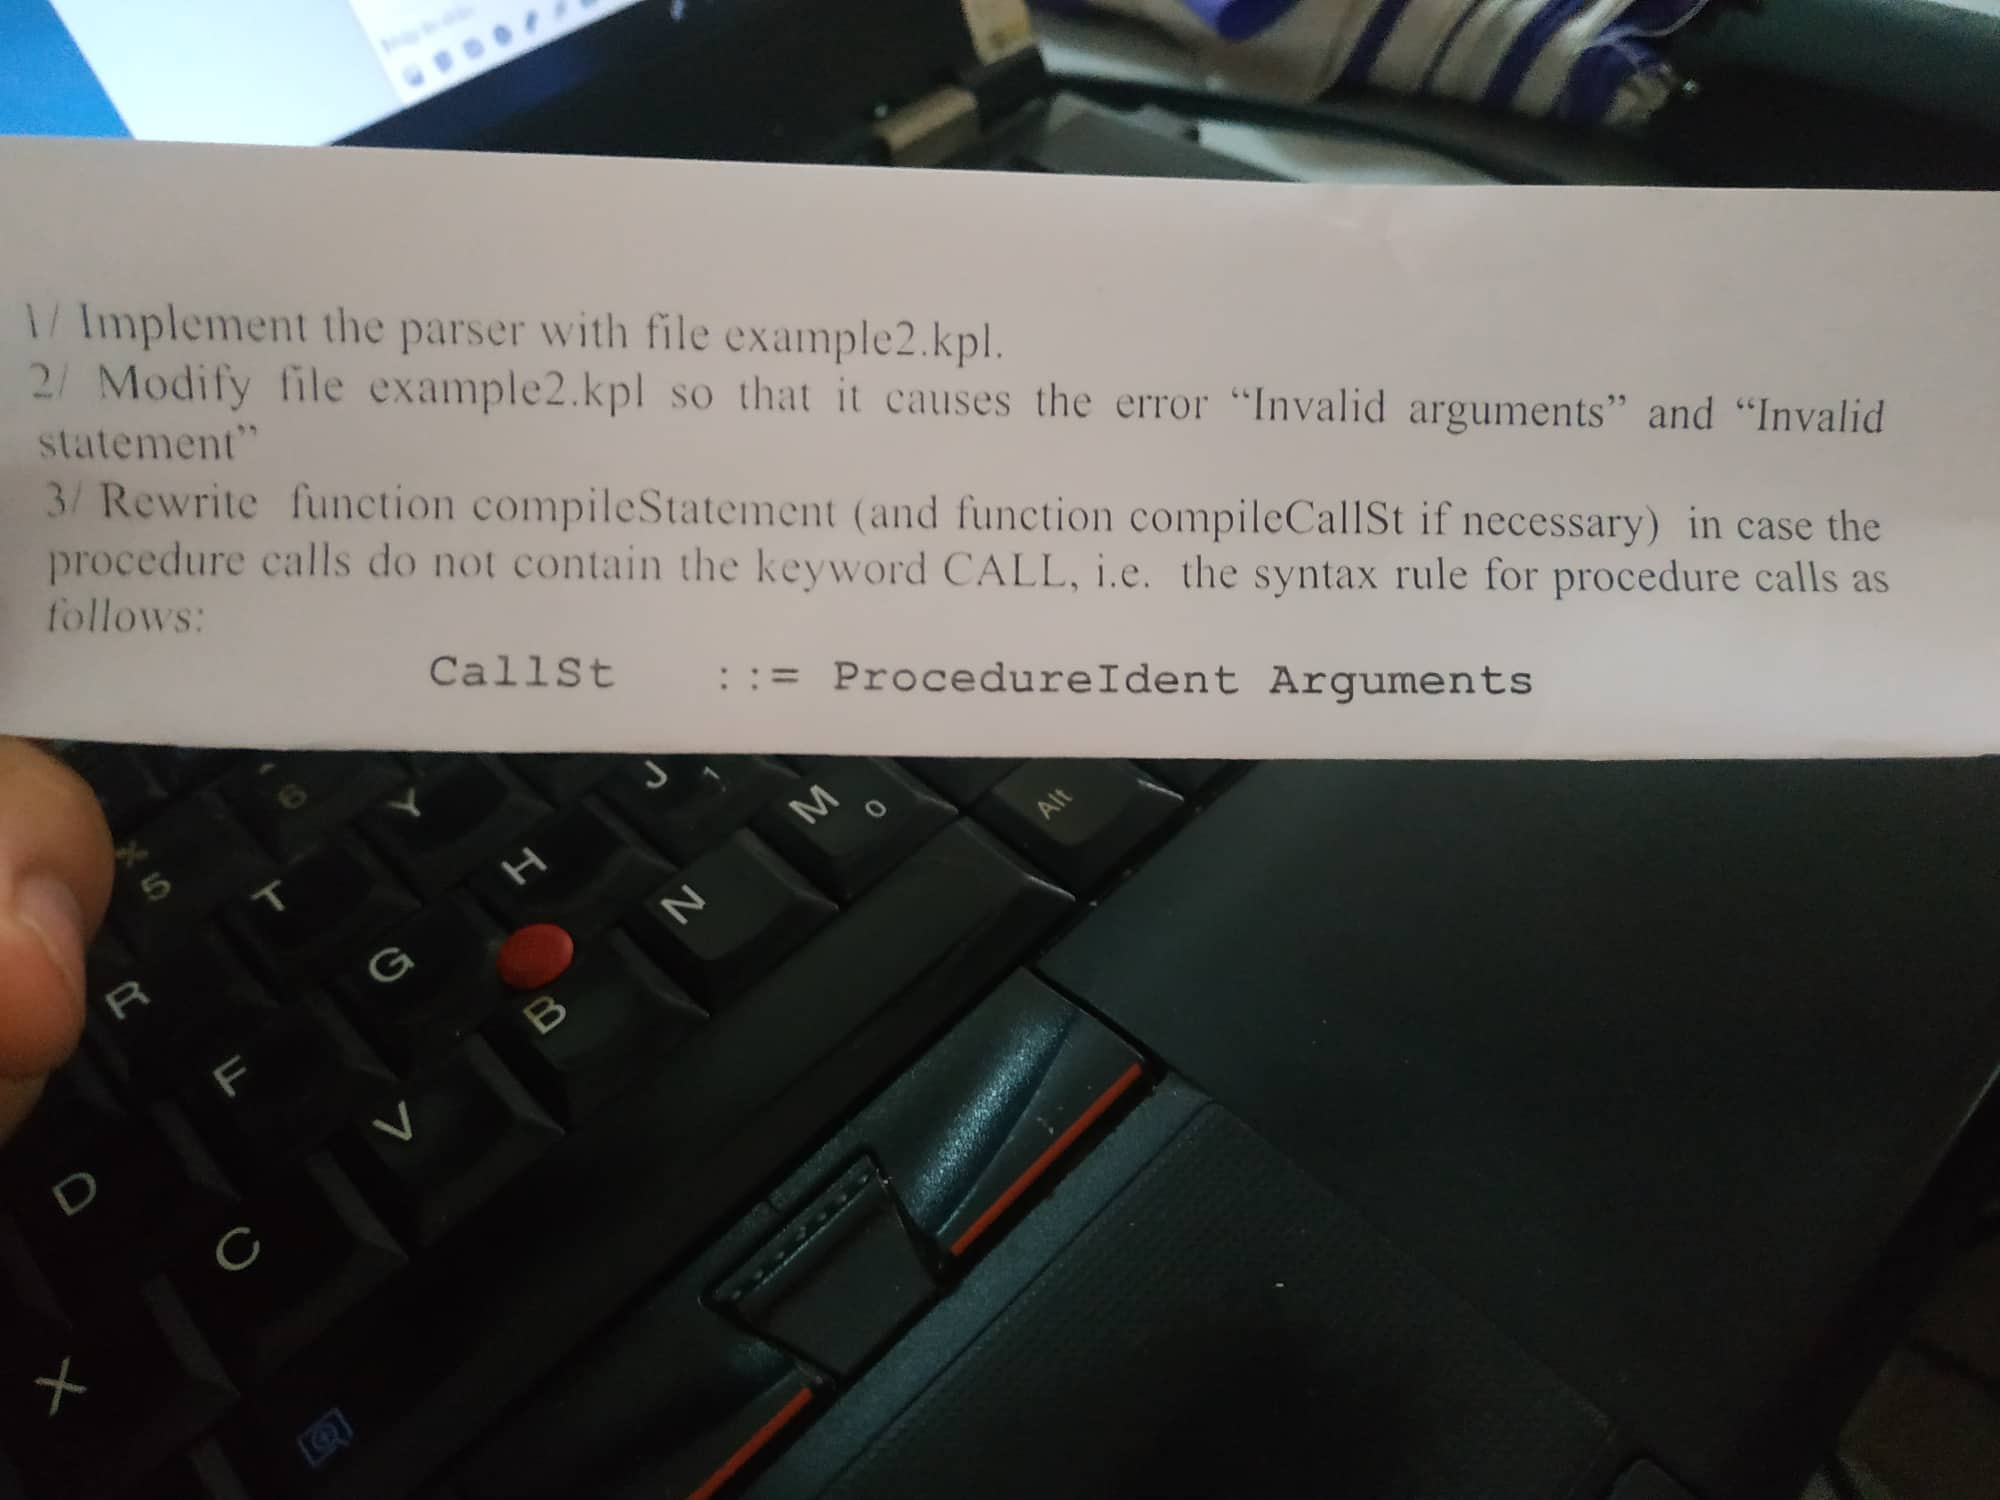 1/ Implement the parser with file example2.kpl.
2/ Modify file example2.kpl so that it causes the error “Invalid arguments” and “Invalid
statement”
3/ Rewrite function compileStatement (and function compileCallSt if necessary) in case the
procedure calls do not contain the keyword CALL, i.e. the syntax rule for procedure calls as
follows:
CallSt ::= ProcedureIdent Arguments
6 Y J 1 M 0 Alt
5 T H N
R G B
F V
D C
X